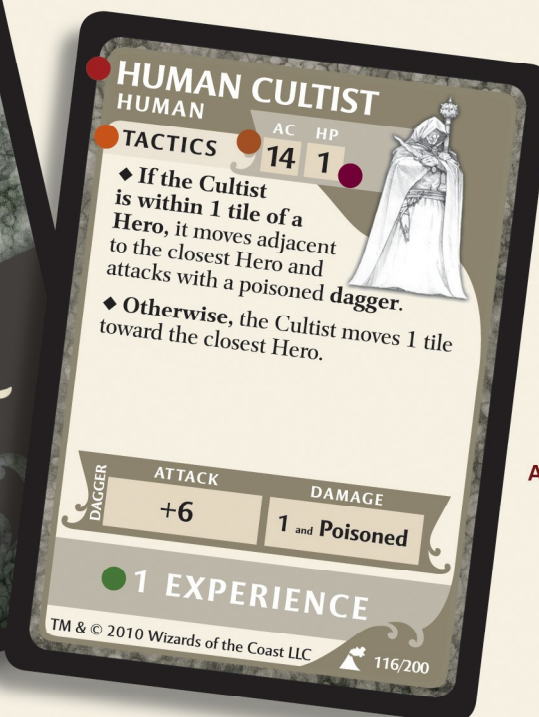 HUMAN CULTIST
HUMAN
TACTICS
AC HP
14 1
◆ If the Cultist
is within 1 tile of a
Hero, it moves adjacent
to the closest Hero and
attacks with a poisoned dagger.
◆ Otherwise, the Cultist moves 1 tile
toward the closest Hero.
DAGGER
ATTACK DAMAGE
+6 1 and Poisoned
1 EXPERIENCE
TM & © 2010 Wizards of the Coast LLC 116/200
A